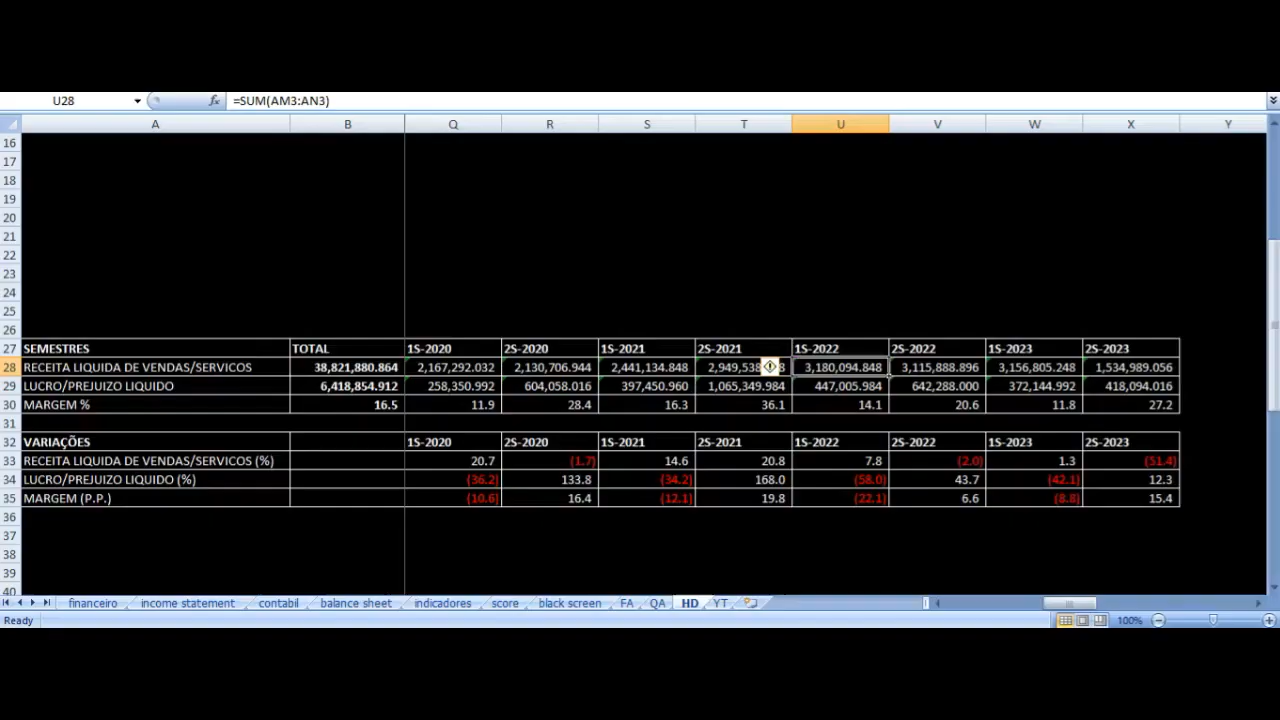 U28 fx =SUM(AM3:AN3)
A B Q R S T U V W X Y
16
17
18
19
20
21
22
23
24
25
26
27 SEMESTRES TOTAL 1S-2020 2S-2020 1S-2021 2S-2021 1S-2022 2S-2022 1S-2023 2S-2023
28 RECEITA LIQUIDA DE VENDAS/SERVICOS 38,821,880.864 2,167,292.032 2,130,706.944 2,441,134.848 2,949,538 8 3,180,094.848 3,115,888.896 3,156,805.248 1,534,989.056
29 LUCRO/PREJUIZO LIQUIDO 6,418,854.912 258,350.992 604,058.016 397,450.960 1,065,349.984 447,005.984 642,288.000 372,144.992 418,094.016
30 MARGEM % 16.5 11.9 28.4 16.3 36.1 14.1 20.6 11.8 27.2
31
32 VARIAÇÕES 1S-2020 2S-2020 1S-2021 2S-2021 1S-2022 2S-2022 1S-2023 2S-2023
33 RECEITA LIQUIDA DE VENDAS/SERVICOS (%) 20.7 (1.7) 14.6 20.8 7.8 (2.0) 1.3 (51.4)
34 LUCRO/PREJUIZO LIQUIDO (%) (36.2) 133.8 (34.2) 168.0 (58.0) 43.7 (42.1) 12.3
35 MARGEM (P.P.) (10.6) 16.4 (12.1) 19.8 (22.1) 6.6 (8.8) 15.4
36
37
38
39
40
financeiro income statement contabil balance sheet indicadores score black screen FA QA HD YT
Ready 100%